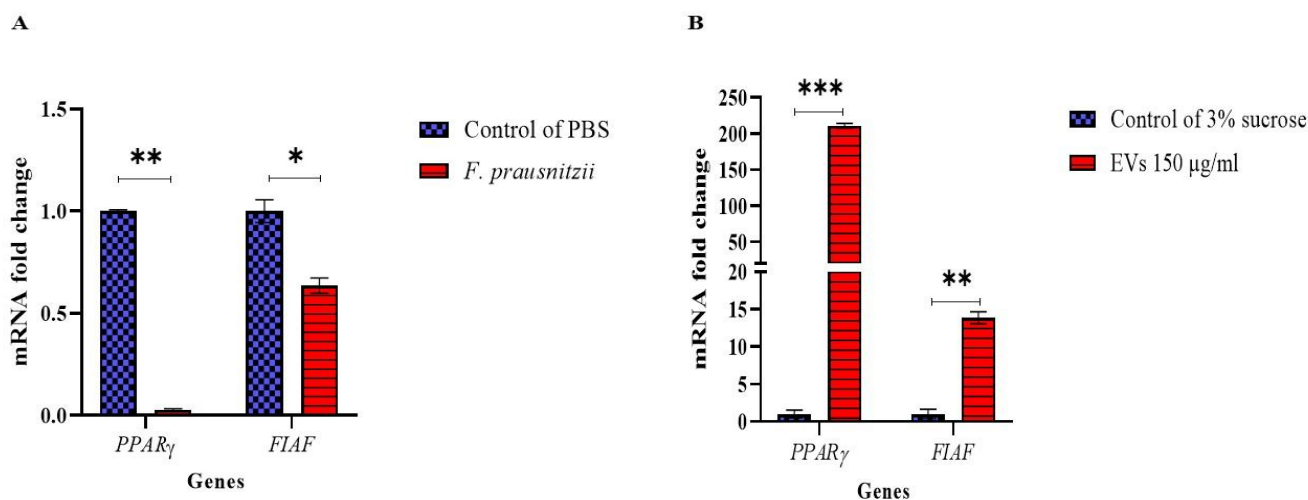 A
mRNA fold change
1.5
1.0
0.5
0.0
**
*
PPARγ
FIAF
Genes
Control of PBS
F. prausnitzii
B
mRNA fold change
250
200
150
100
50
20
15
10
5
0
***
**
PPARγ
FIAF
Genes
Control of 3% sucrose
EVs 150 µg/ml